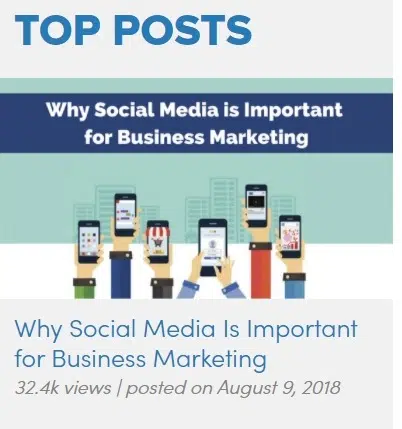 TOP POSTS
Why Social Media is Important
for Business Marketing
Why Social Media Is Important
for Business Marketing
32.4k views | posted on August 9, 2018